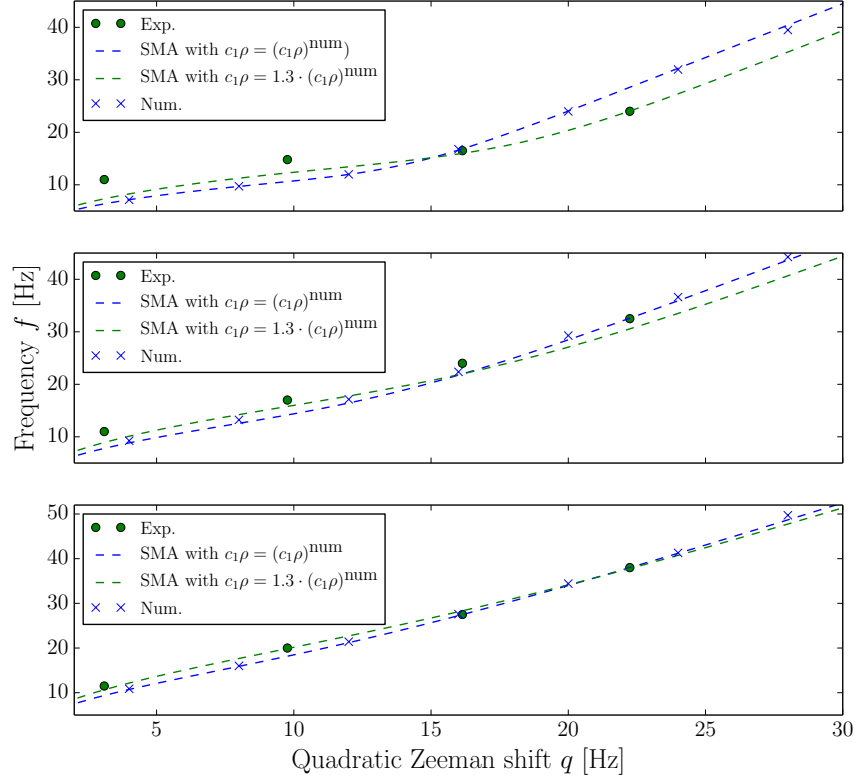 40
30
20
10
Exp.
SMA with c₁ρ = (c₁ρ)^num)
SMA with c₁ρ = 1.3 · (c₁ρ)^num
Num.
Frequency f [Hz]
40
30
20
10
Exp.
SMA with c₁ρ = (c₁ρ)^num
SMA with c₁ρ = 1.3 · (c₁ρ)^num
Num.
50
40
30
20
10
Exp.
SMA with c₁ρ = (c₁ρ)^num
SMA with c₁ρ = 1.3 · (c₁ρ)^num
Num.
5 10 15 20 25 30
Quadratic Zeeman shift q [Hz]